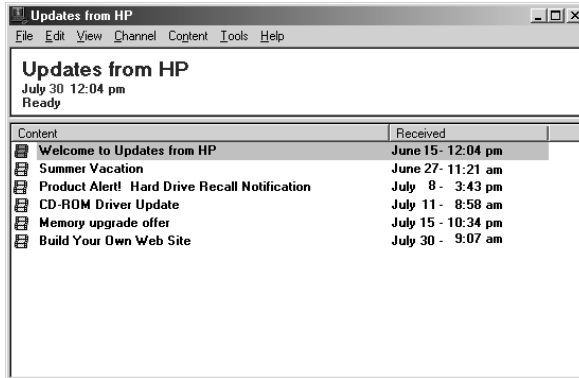 Updates from HP
File Edit View Channel Content Tools Help
Updates from HP
July 30 12:04 pm
Ready
Content Received
Welcome to Updates from HP June 15- 12:04 pm
Summer Vacation June 27- 11:21 am
Product Alert! Hard Drive Recall Notification July 8 - 3:43 pm
CD-ROM Driver Update July 11 - 8:58 am
Memory upgrade offer July 15 - 10:34 pm
Build Your Own Web Site July 30 - 9:07 am